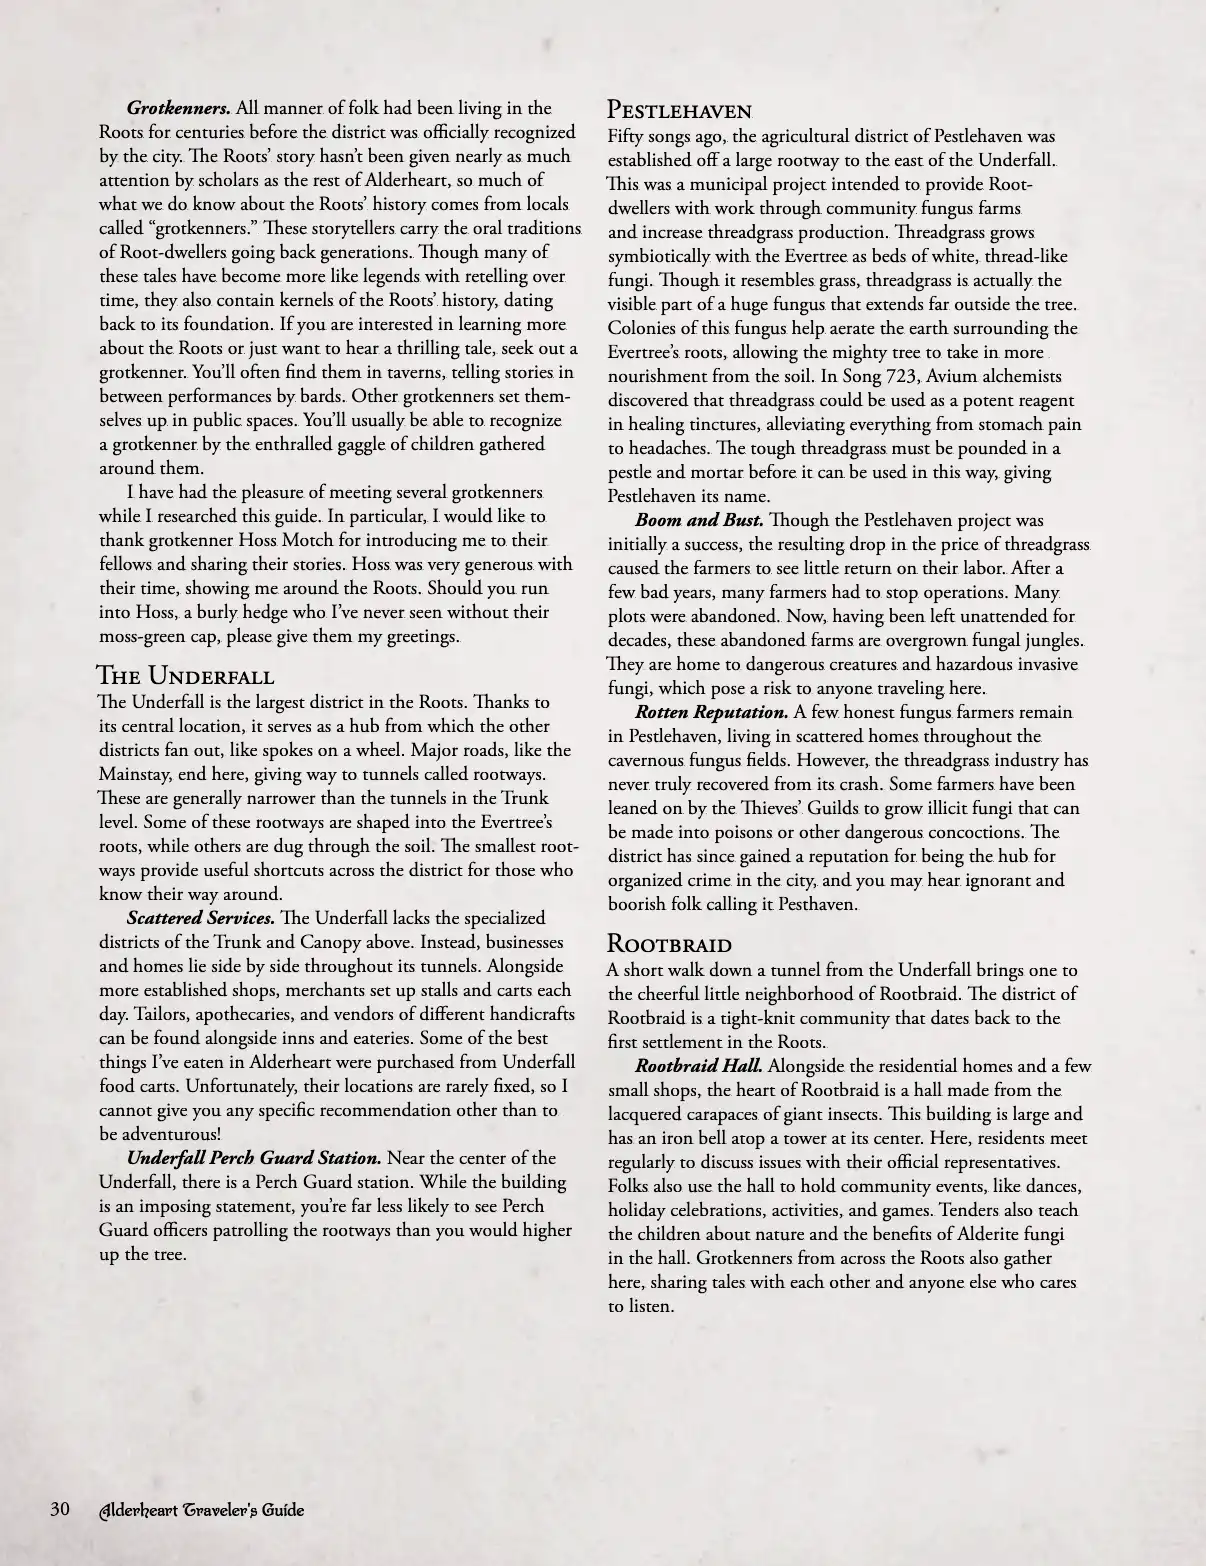 Grotkenners. All manner of folk had been living in the
Roots for centuries before the district was officially recognized
by the city. The Roots’ story hasn’t been given nearly as much
attention by scholars as the rest of Alderheart, so much of
what we do know about the Roots’ history comes from locals
called “grotkenners.” These storytellers carry the oral traditions
of Root-dwellers going back generations. Though many of
these tales have become more like legends with retelling over
time, they also contain kernels of the Roots’ history, dating
back to its foundation. If you are interested in learning more
about the Roots or just want to hear a thrilling tale, seek out a
grotkenner. You’ll often find them in taverns, telling stories in
between performances by bards. Other grotkenners set them-
selves up in public spaces. You’ll usually be able to recognize
a grotkenner by the enthralled gaggle of children gathered
around them.
I have had the pleasure of meeting several grotkenners
while I researched this guide. In particular, I would like to
thank grotkenner Hoss Motch for introducing me to their
fellows and sharing their stories. Hoss was very generous with
their time, showing me around the Roots. Should you run
into Hoss, a burly hedge who I’ve never seen without their
moss-green cap, please give them my greetings.
The Underfall
The Underfall is the largest district in the Roots. Thanks to
its central location, it serves as a hub from which the other
districts fan out, like spokes on a wheel. Major roads, like the
Mainstay, end here, giving way to tunnels called rootways.
These are generally narrower than the tunnels in the Trunk
level. Some of these rootways are shaped into the Evertree’s
roots, while others are dug through the soil. The smallest root-
ways provide useful shortcuts across the district for those who
know their way around.
Scattered Services. The Underfall lacks the specialized
districts of the Trunk and Canopy above. Instead, businesses
and homes lie side by side throughout its tunnels. Alongside
more established shops, merchants set up stalls and carts each
day. Tailors, apothecaries, and vendors of different handicrafts
can be found alongside inns and eateries. Some of the best
things I’ve eaten in Alderheart were purchased from Underfall
food carts. Unfortunately, their locations are rarely fixed, so I
cannot give you any specific recommendation other than to
be adventurous!
Underfall Perch Guard Station. Near the center of the
Underfall, there is a Perch Guard station. While the building
is an imposing statement, you’re far less likely to see Perch
Guard officers patrolling the rootways than you would higher
up the tree.
Pestlehaven
Fifty songs ago, the agricultural district of Pestlehaven was
established off a large rootway to the east of the Underfall.
This was a municipal project intended to provide Root-
dwellers with work through community fungus farms
and increase threadgrass production. Threadgrass grows
symbiotically with the Evertree as beds of white, thread-like
fungi. Though it resembles grass, threadgrass is actually the
visible part of a huge fungus that extends far outside the tree.
Colonies of this fungus help aerate the earth surrounding the
Evertree’s roots, allowing the mighty tree to take in more
nourishment from the soil. In Song 723, Avium alchemists
discovered that threadgrass could be used as a potent reagent
in healing tinctures, alleviating everything from stomach pain
to headaches. The tough threadgrass must be pounded in a
pestle and mortar before it can be used in this way, giving
Pestlehaven its name.
Boom and Bust. Though the Pestlehaven project was
initially a success, the resulting drop in the price of threadgrass
caused the farmers to see little return on their labor. After a
few bad years, many farmers had to stop operations. Many
plots were abandoned. Now, having been left unattended for
decades, these abandoned farms are overgrown fungal jungles.
They are home to dangerous creatures and hazardous invasive
fungi, which pose a risk to anyone traveling here.
Rotten Reputation. A few honest fungus farmers remain
in Pestlehaven, living in scattered homes throughout the
cavernous fungus fields. However, the threadgrass industry has
never truly recovered from its crash. Some farmers have been
leaned on by the Thieves’ Guilds to grow illicit fungi that can
be made into poisons or other dangerous concoctions. The
district has since gained a reputation for being the hub for
organized crime in the city, and you may hear ignorant and
boorish folk calling it Pesthaven.
Rootbraid
A short walk down a tunnel from the Underfall brings one to
the cheerful little neighborhood of Rootbraid. The district of
Rootbraid is a tight-knit community that dates back to the
first settlement in the Roots.
Rootbraid Hall. Alongside the residential homes and a few
small shops, the heart of Rootbraid is a hall made from the
lacquered carapaces of giant insects. This building is large and
has an iron bell atop a tower at its center. Here, residents meet
regularly to discuss issues with their official representatives.
Folks also use the hall to hold community events, like dances,
holiday celebrations, activities, and games. Tenders also teach
the children about nature and the benefits of Alderite fungi
in the hall. Grotkenners from across the Roots also gather
here, sharing tales with each other and anyone else who cares
to listen.
30 Alderheart Traveler's Guide